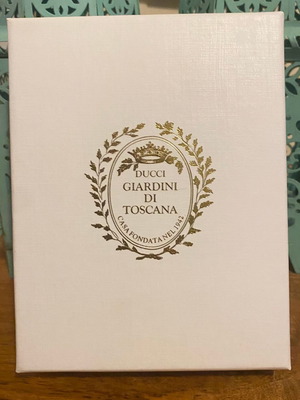 DUCCI
GIARDINI
DI
TOSCANA
CASA FONDATA NEL 1942